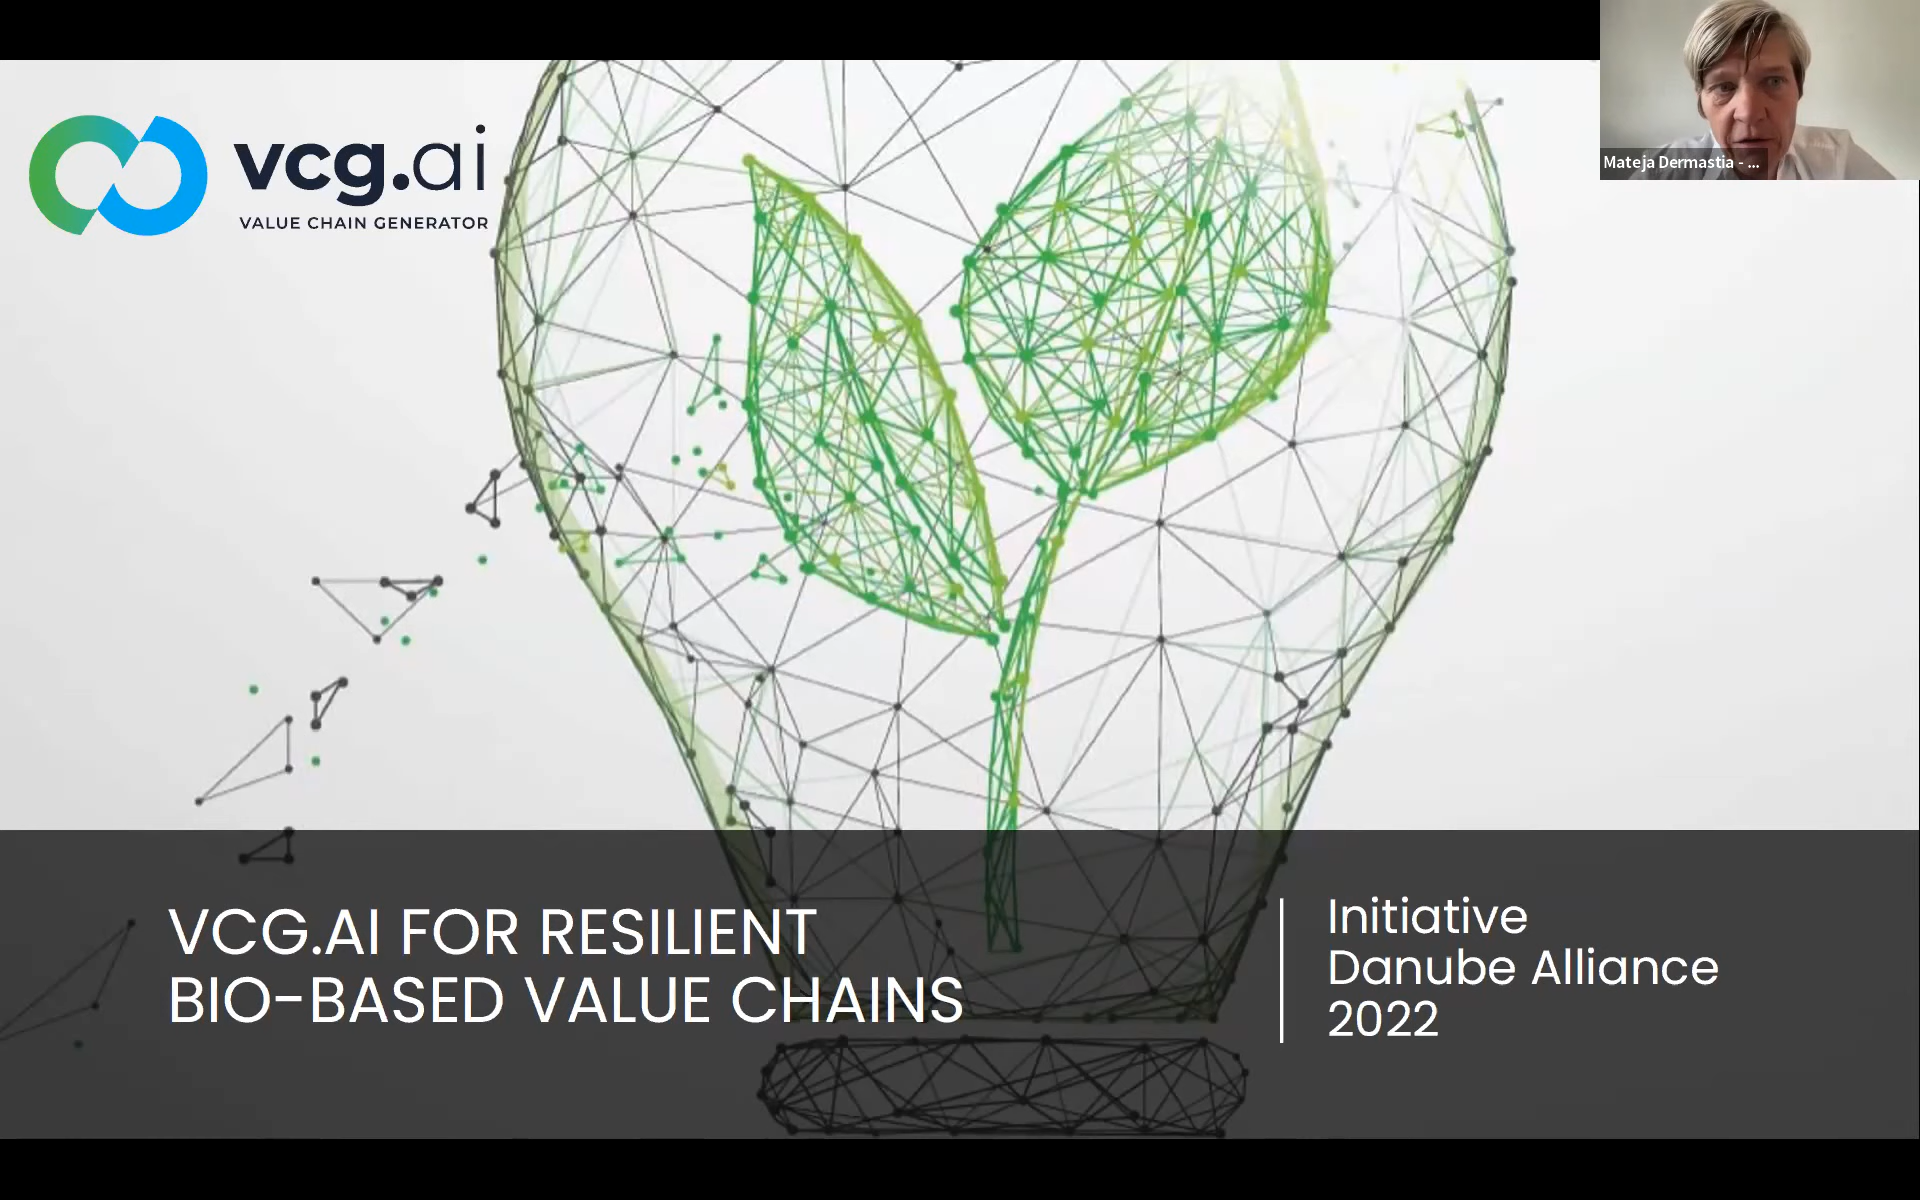 vcg.ai
VALUE CHAIN GENERATOR
Mateja Dermastia - ...
VCG.AI FOR RESILIENT
BIO-BASED VALUE CHAINS
Initiative
Danube Alliance
2022